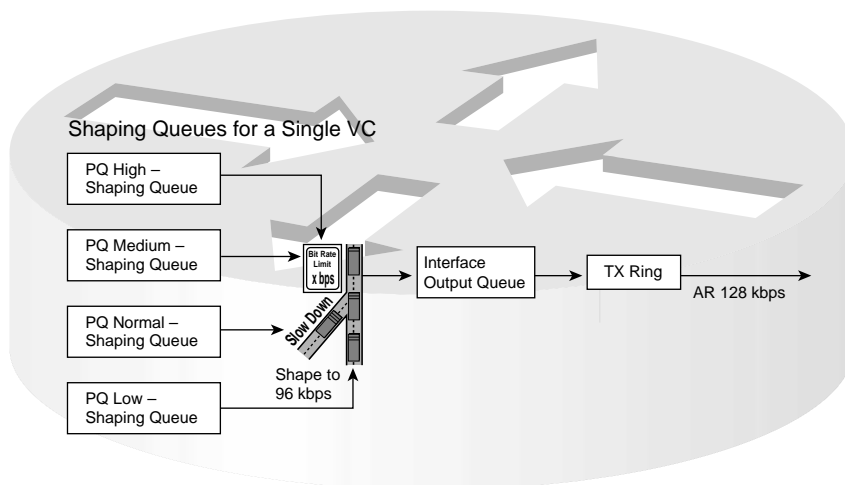 Shaping Queues for a Single VC
PQ High –
Shaping Queue
PQ Medium –
Shaping Queue
PQ Normal –
Shaping Queue
PQ Low –
Shaping Queue
Bit Rate
Limit
x bps
Slow Down
Shape to
96 kbps
Interface
Output Queue
TX Ring
AR 128 kbps